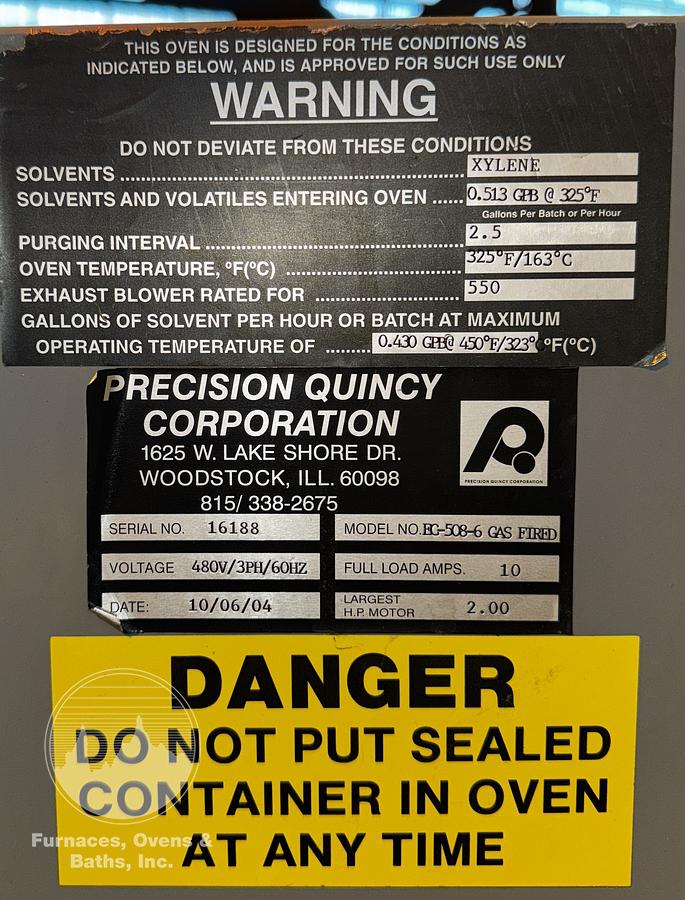 THIS OVEN IS DESIGNED FOR THE CONDITIONS AS
INDICATED BELOW, AND IS APPROVED FOR SUCH USE ONLY
WARNING
DO NOT DEVIATE FROM THESE CONDITIONS
SOLVENTS ........ XYLENE
SOLVENTS AND VOLATILES ENTERING OVEN ...... 0.513 GPB @ 325°F
Gallons Per Batch or Per Hour
PURGING INTERVAL ........ 2.5
OVEN TEMPERATURE, ºF(ºC) ........ 325°F/163°C
EXHAUST BLOWER RATED FOR ........ 550
GALLONS OF SOLVENT PER HOUR OR BATCH AT MAXIMUM
OPERATING TEMPERATURE OF ......... 0.430 GPB@ 450°F/323°C ºF(ºC)
PRECISION QUINCY
CORPORATION
1625 W. LAKE SHORE DR.
WOODSTOCK, ILL. 60098
815/ 338-2675
PRECISION QUINCY CORPORATION
SERIAL NO. 16188 MODEL NO. EC-508-6 GAS FIRED
VOLTAGE 480V/3PH/60HZ FULL LOAD AMPS. 10
DATE: 10/06/04 LARGEST
H.P. MOTOR 2.00
DANGER
DO NOT PUT SEALED
CONTAINER IN OVEN
AT ANY TIME
Furnaces, Ovens &
Baths, Inc.